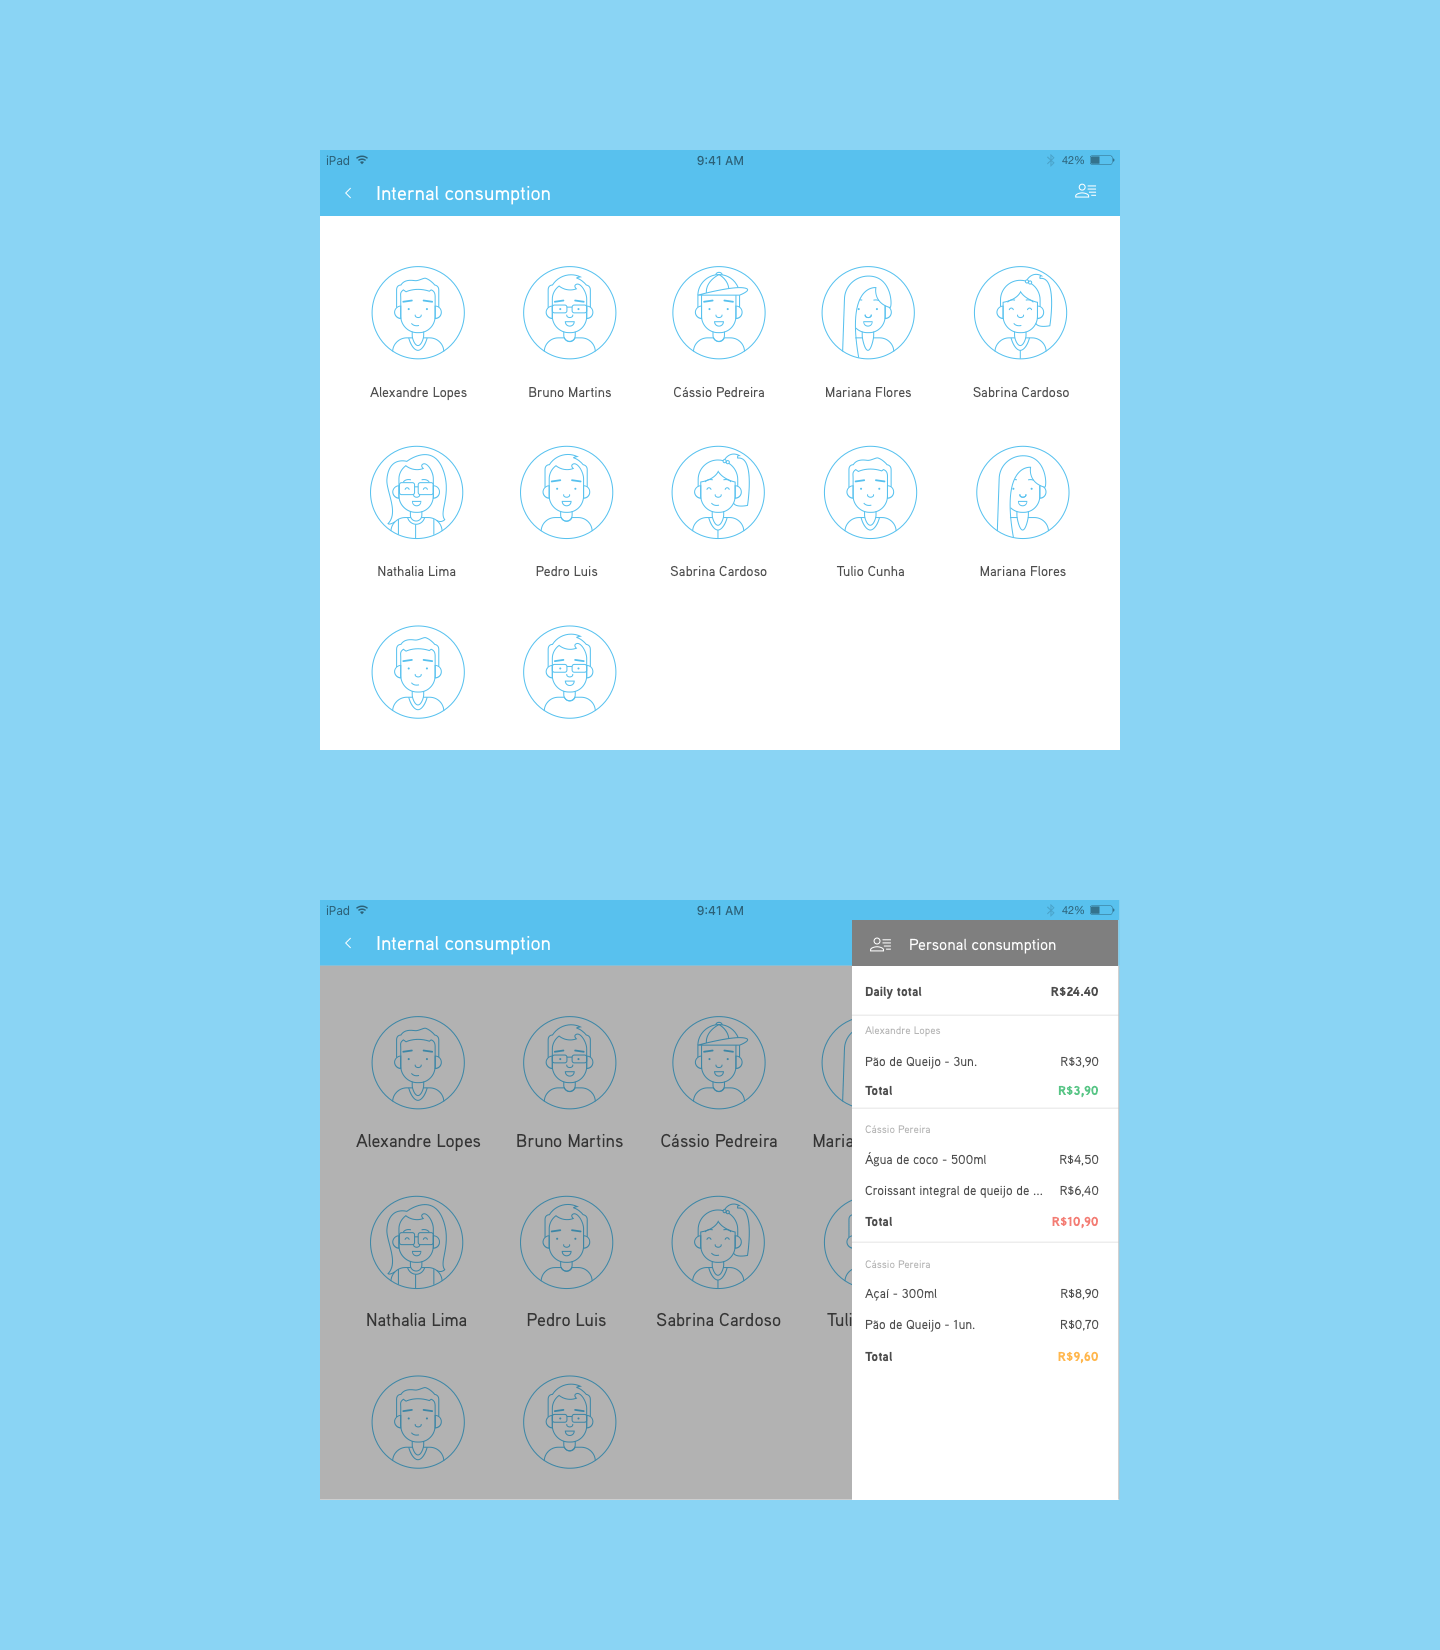 iPad 9:41 AM 42%
Internal consumption
Alexandre Lopes Bruno Martins Cássio Pedreira Mariana Flores Sabrina Cardoso
Nathalia Lima Pedro Luis Sabrina Cardoso Tulio Cunha Mariana Flores
iPad 9:41 AM 42%
Internal consumption
Alexandre Lopes Bruno Martins Cássio Pedreira Maria
Nathalia Lima Pedro Luis Sabrina Cardoso Tuli
Personal consumption
Daily total R$24.40
Alexandre Lopes
Pão de Queijo - 3un. R$3,90
Total R$3,90
Cássio Pereira
Água de coco - 500ml R$4,50
Croissant integral de queijo de ... R$6,40
Total R$10,90
Cássio Pereira
Açaí - 300ml R$8,90
Pão de Queijo - 1un. R$0,70
Total R$9,60